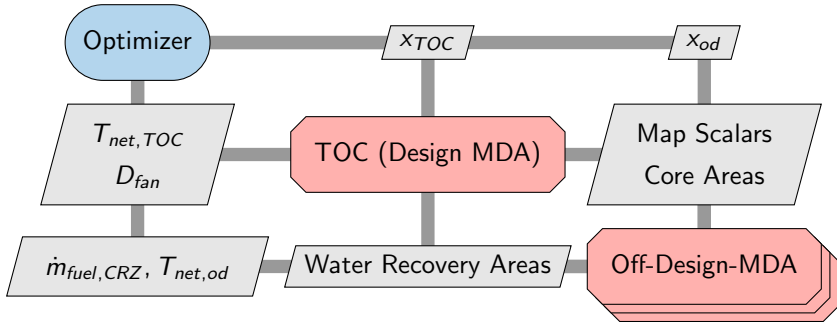 Optimizer
x_TOC
x_od
T_net,TOC
D_fan
TOC (Design MDA)
Map Scalars
Core Areas
ṁ_fuel,CRZ, T_net,od
Water Recovery Areas
Off-Design-MDA